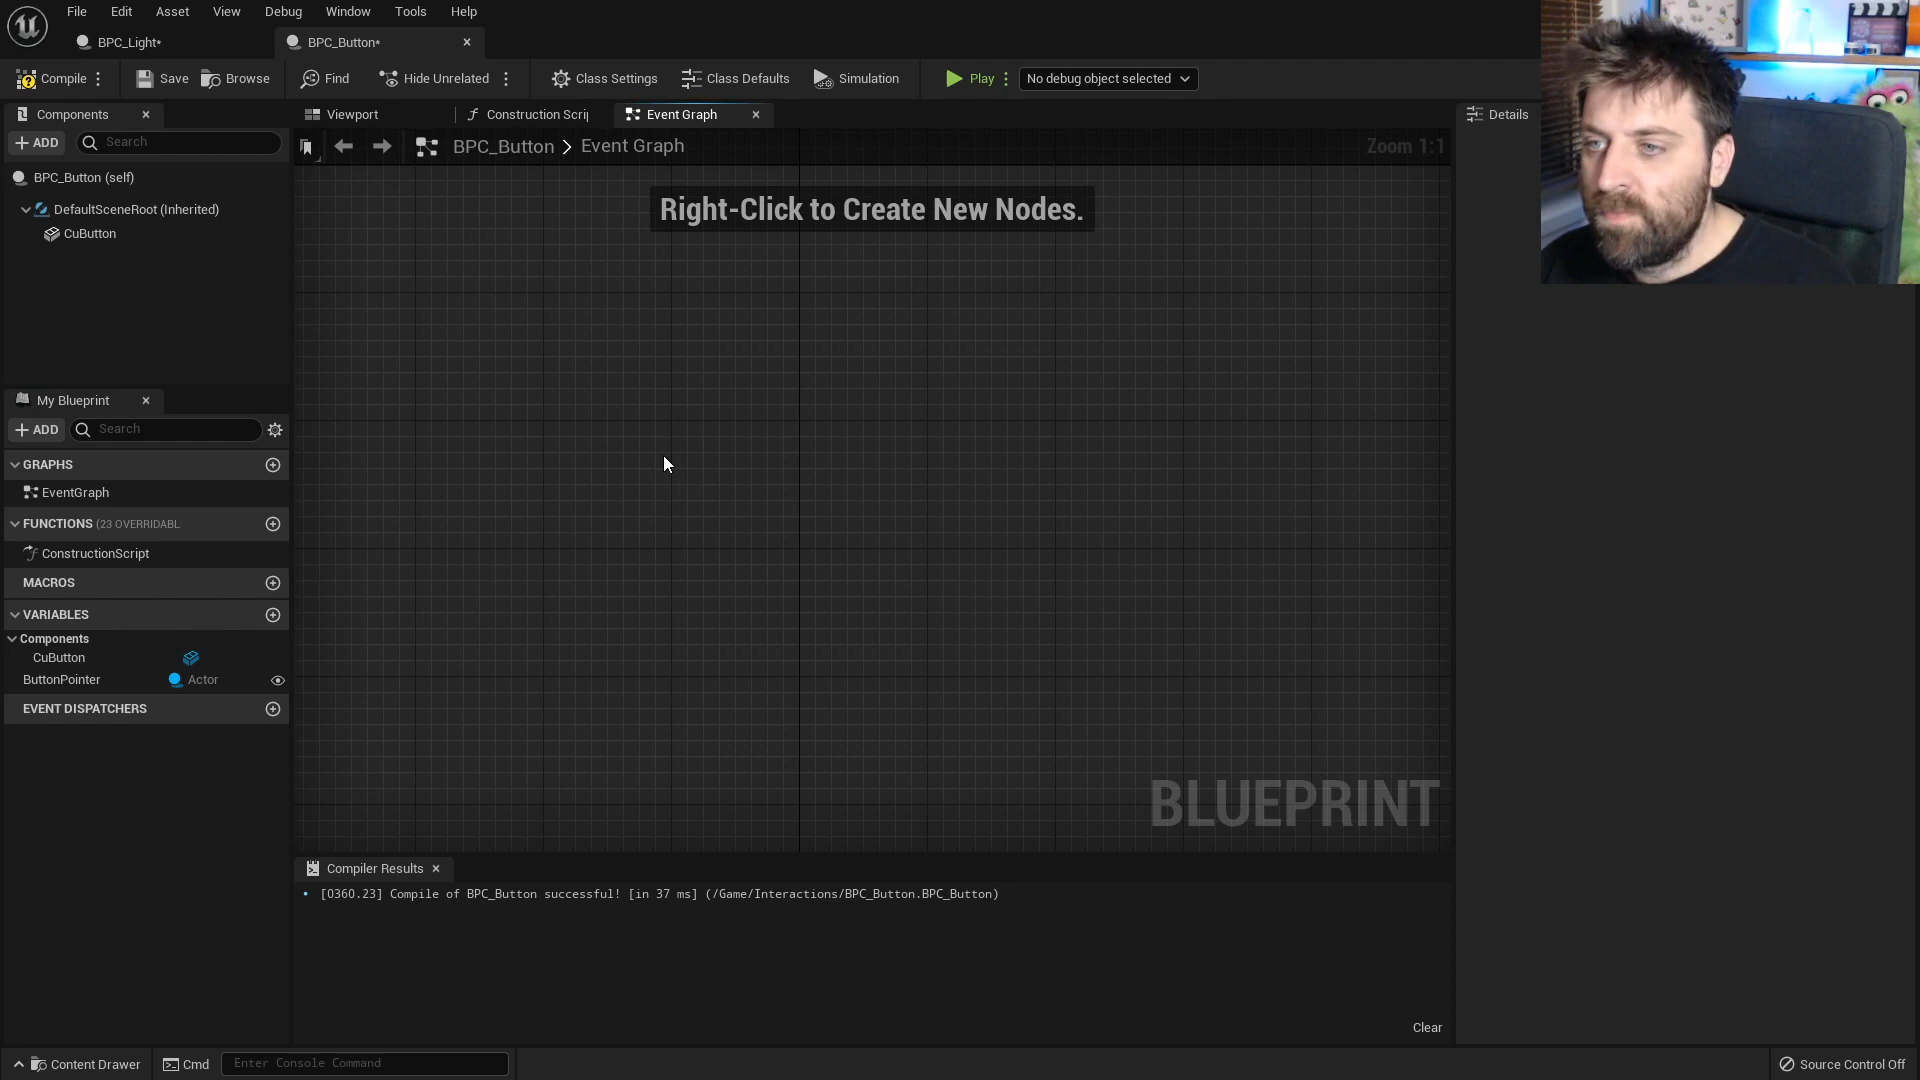 File Edit Asset View Debug Window Tools Help
BPC_Light* BPC_Button*
Compile Save Browse Find Hide Unrelated Class Settings Class Defaults Simulation Play No debug object selected
Components Viewport Construction Scri Event Graph Details
ADD Search BPC_Button > Event Graph Zoom 1:1
BPC_Button (self)
Right-Click to Create New Nodes.
DefaultSceneRoot (Inherited)
CuButton
My Blueprint
ADD Search
GRAPHS
EventGraph
FUNCTIONS (23 OVERRIDABL
ConstructionScript
MACROS
VARIABLES
Components
CuButton
ButtonPointer Actor
EVENT DISPATCHERS
BLUEPRINT
Compiler Results
• [0360.23] Compile of BPC_Button successful! [in 37 ms] (/Game/Interactions/BPC_Button.BPC_Button)
Clear
Content Drawer Cmd Enter Console Command Source Control Off